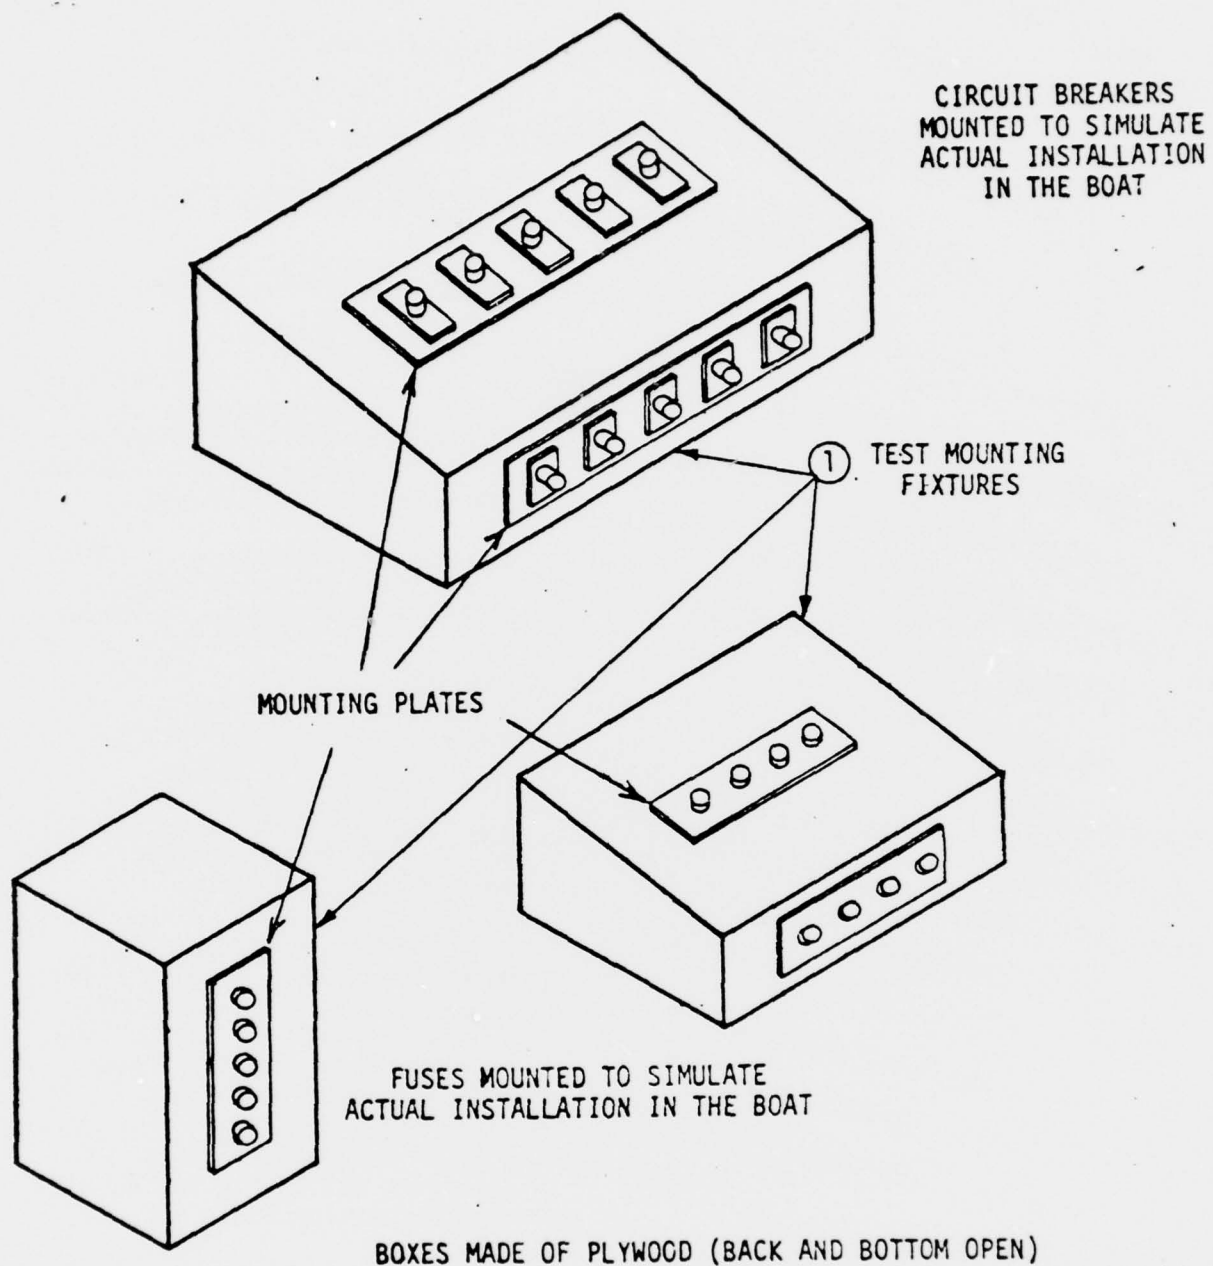 CIRCUIT BREAKERS
MOUNTED TO SIMULATE
ACTUAL INSTALLATION
IN THE BOAT
1 TEST MOUNTING
FIXTURES
MOUNTING PLATES
FUSES MOUNTED TO SIMULATE
ACTUAL INSTALLATION IN THE BOAT
BOXES MADE OF PLYWOOD (BACK AND BOTTOM OPEN)